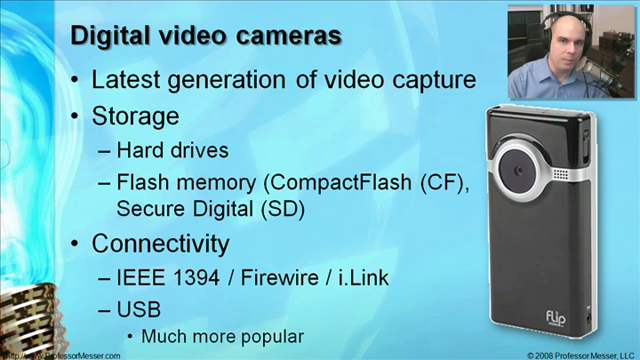 Digital video cameras
• Latest generation of video capture
• Storage
– Hard drives
– Flash memory (CompactFlash (CF),
Secure Digital (SD)
• Connectivity
– IEEE 1394 / Firewire / i.Link
– USB
• Much more popular
flip
http://www.ProfessorMesser.com
© 2008 Professor Messer, LLC